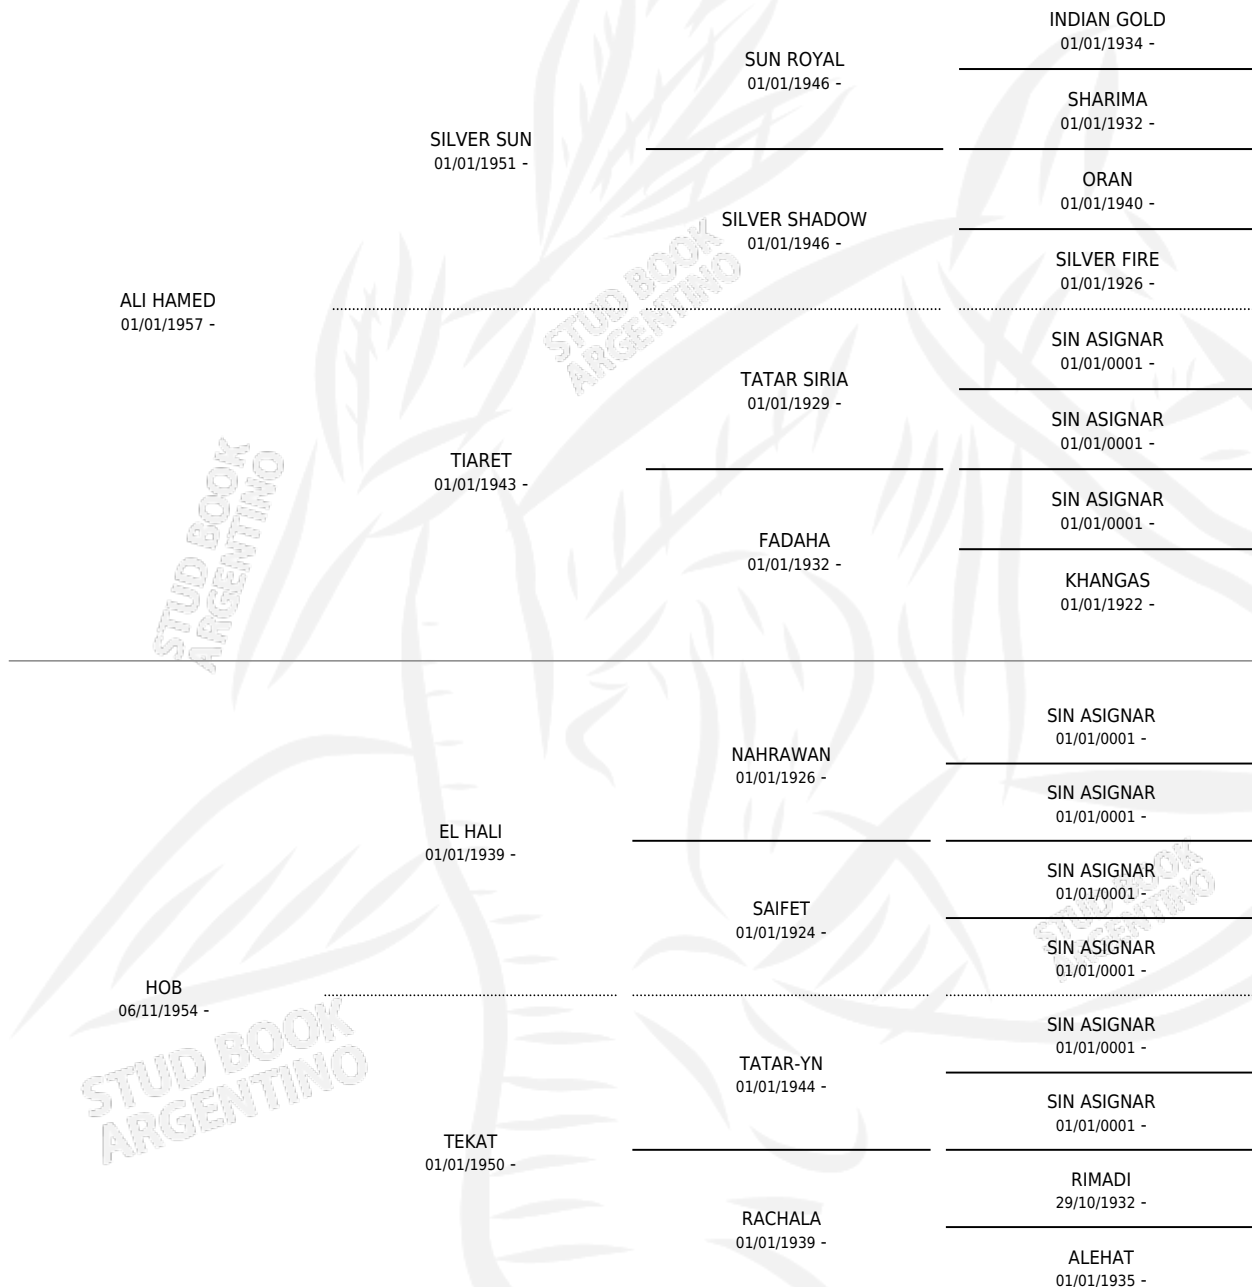 INDIAN GOLD
01/01/1934 -
SUN ROYAL
01/01/1946 -
SHARIMA
01/01/1932 -
SILVER SUN
01/01/1951 -
ORAN
01/01/1940 -
SILVER SHADOW
01/01/1946 -
SILVER FIRE
01/01/1926 -
STUD BOOK
ARGENTINO
ALI HAMED
01/01/1957 -
SIN ASIGNAR
01/01/0001 -
TATAR SIRIA
01/01/1929 -
SIN ASIGNAR
01/01/0001 -
TIARET
01/01/1943 -
SIN ASIGNAR
01/01/0001 -
FADAHA
01/01/1932 -
KHANGAS
01/01/1922 -
STUD BOOK
ARGENTINO
SIN ASIGNAR
01/01/0001 -
NAHRAWAN
01/01/1926 -
SIN ASIGNAR
01/01/0001 -
EL HALI
01/01/1939 -
SIN ASIGNAR
01/01/0001 -
SAIFET
01/01/1924 -
SIN ASIGNAR
01/01/0001 -
STUD BOOK
ARGENTINO
HOB
06/11/1954 -
SIN ASIGNAR
01/01/0001 -
TATAR-YN
01/01/1944 -
SIN ASIGNAR
01/01/0001 -
STUD BOOK
ARGENTINO
TEKAT
01/01/1950 -
RIMADI
29/10/1932 -
RACHALA
01/01/1939 -
ALEHAT
01/01/1935 -